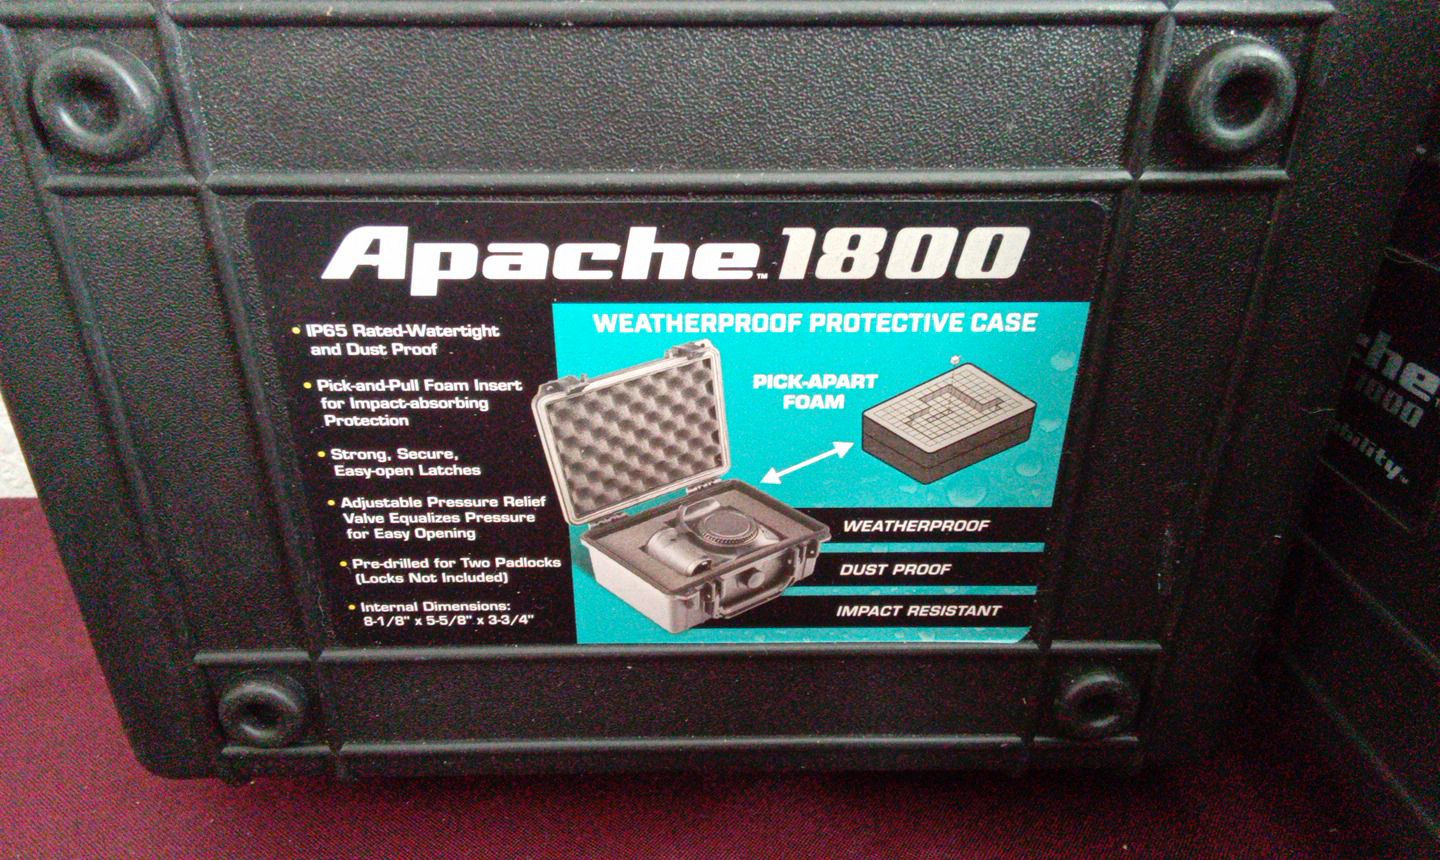 Apache™ 1800
• IP65 Rated-Watertight
and Dust Proof
• Pick-and-Pull Foam Insert
for Impact-absorbing
Protection
• Strong, Secure,
Easy-open Latches
• Adjustable Pressure Relief
Valve Equalizes Pressure
for Easy Opening
• Pre-drilled for Two Padlocks
(Locks Not Included)
• Internal Dimensions:
8-1/8" x 5-5/8" x 3-3/4"
WEATHERPROOF PROTECTIVE CASE
PICK-APART
FOAM
WEATHERPROOF
DUST PROOF
IMPACT RESISTANT